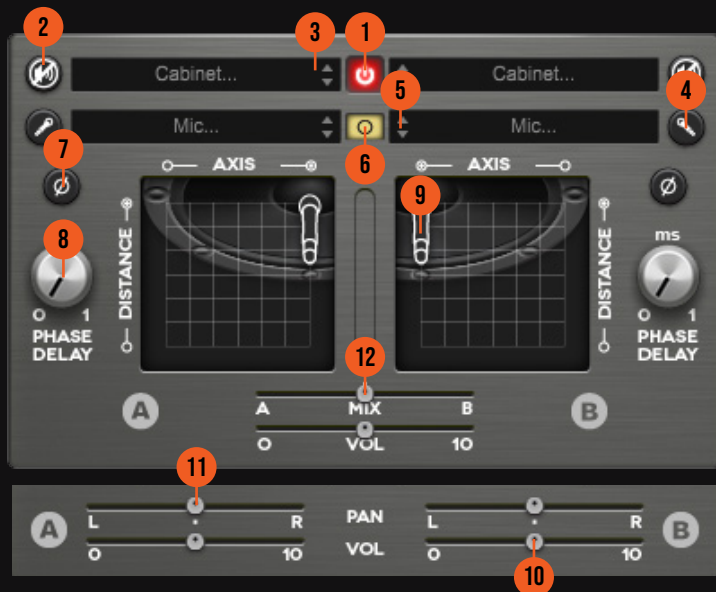 2 3 1
Cabinet... Cabinet...
4
5
Mic... Mic...
7 6
Ø AXIS AXIS Ø
9
8 DISTANCE DISTANCE ms
0 1 0 1
PHASE DELAY PHASE DELAY
12
A A MIX B B
0 VOL 10
11
A L R PAN L R B
0 10 VOL 0 10
10